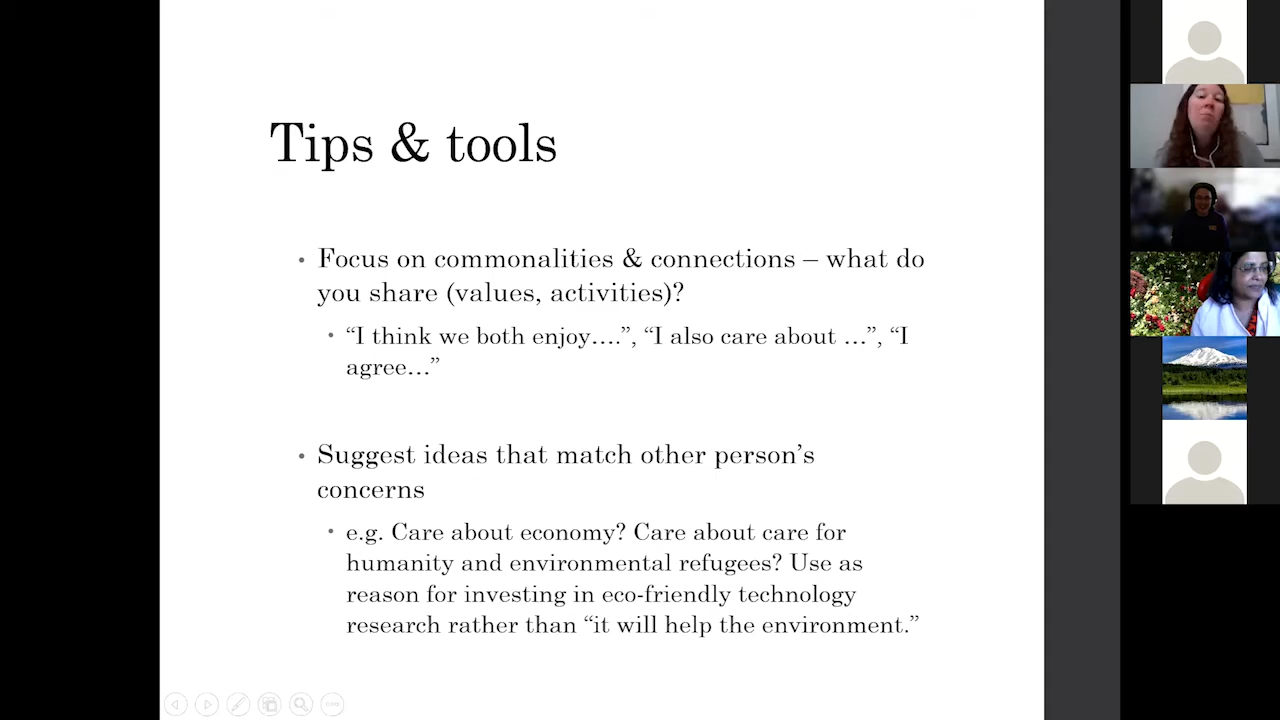 Tips & tools
• Focus on commonalities & connections – what do
you share (values, activities)?
• “I think we both enjoy….”, “I also care about …”, “I
agree…”
• Suggest ideas that match other person’s
concerns
• e.g. Care about economy? Care about care for
humanity and environmental refugees? Use as
reason for investing in eco-friendly technology
research rather than “it will help the environment.”